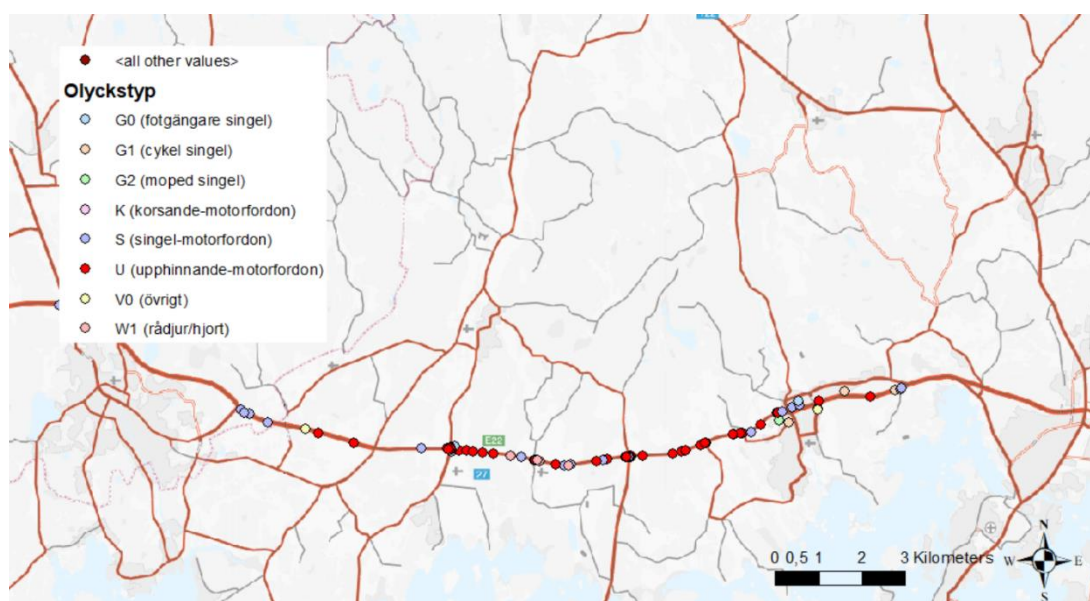 <all other values>
Olyckstyp
G0 (fotgängare singel)
G1 (cykel singel)
G2 (moped singel)
K (korsande-motorfordon)
S (singel-motorfordon)
U (upphinnande-motorfordon)
V0 (övrigt)
W1 (rådjur/hjort)
E22
27
0 0,5 1 2 3 Kilometers
N
W E
S